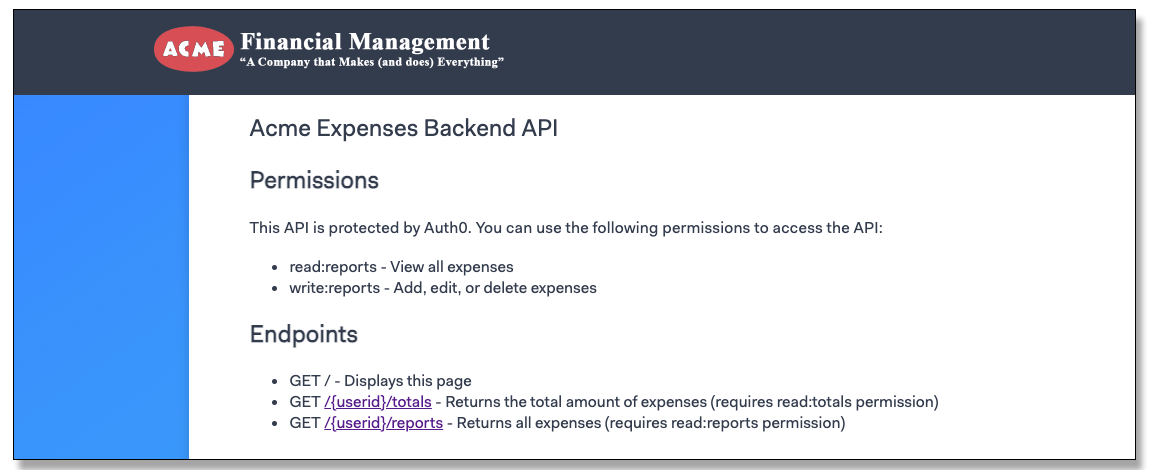 ACME
Financial Management
“A Company that Makes (and does) Everything”
Acme Expenses Backend API
Permissions
This API is protected by Auth0. You can use the following permissions to access the API:
• read:reports - View all expenses
• write:reports - Add, edit, or delete expenses
Endpoints
• GET / - Displays this page
• GET /{userid}/totals - Returns the total amount of expenses (requires read:totals permission)
• GET /{userid}/reports - Returns all expenses (requires read:reports permission)